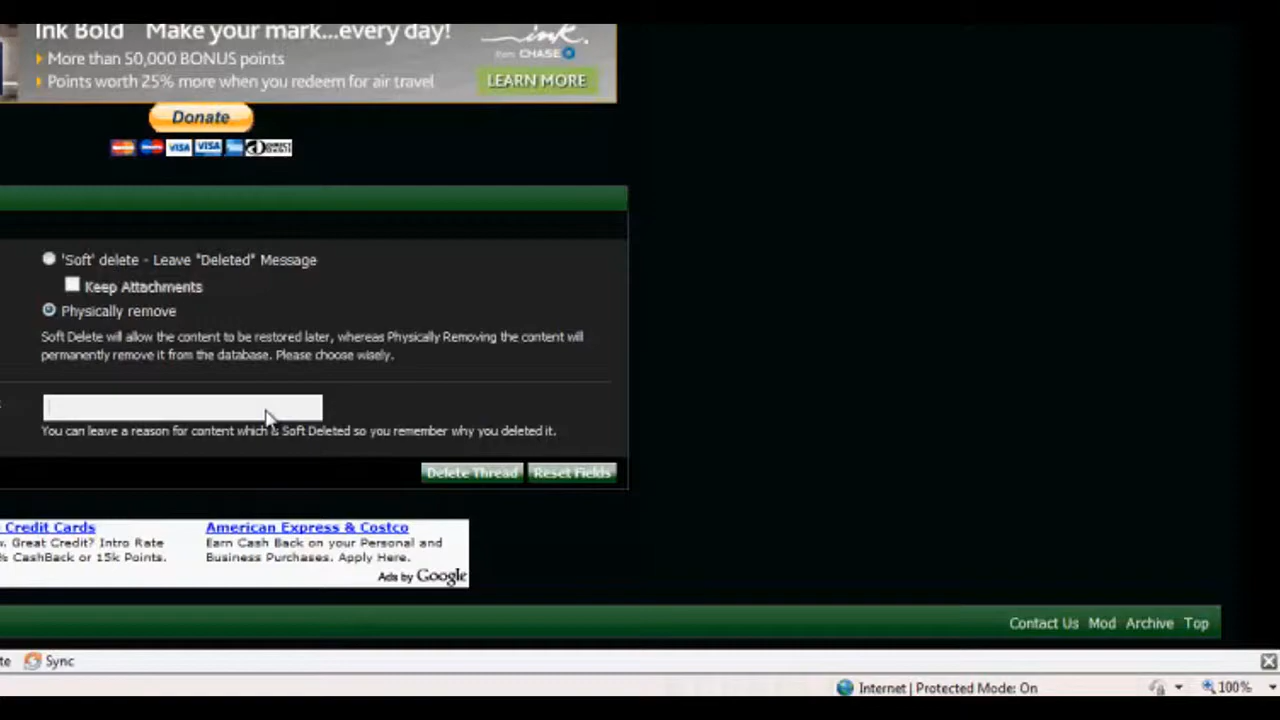 Ink Bold Make your mark...every day!
ink.
from CHASE
More than 50,000 BONUS points
Points worth 25% more when you redeem for air travel
LEARN MORE
Donate
VISA VISA
'Soft' delete - Leave "Deleted" Message
Keep Attachments
Physically remove
Soft Delete will allow the content to be restored later, whereas Physically Removing the content will
permanently remove it from the database. Please choose wisely.
You can leave a reason for content which is Soft Deleted so you remember why you deleted it.
Delete Thread Reset Fields
Credit Cards
American Express & Costco
. Great Credit? Intro Rate
Earn Cash Back on your Personal and
% CashBack or 15k Points.
Business Purchases. Apply Here.
Ads by Google
Contact Us Mod Archive Top
te Sync
Internet | Protected Mode: On
100%